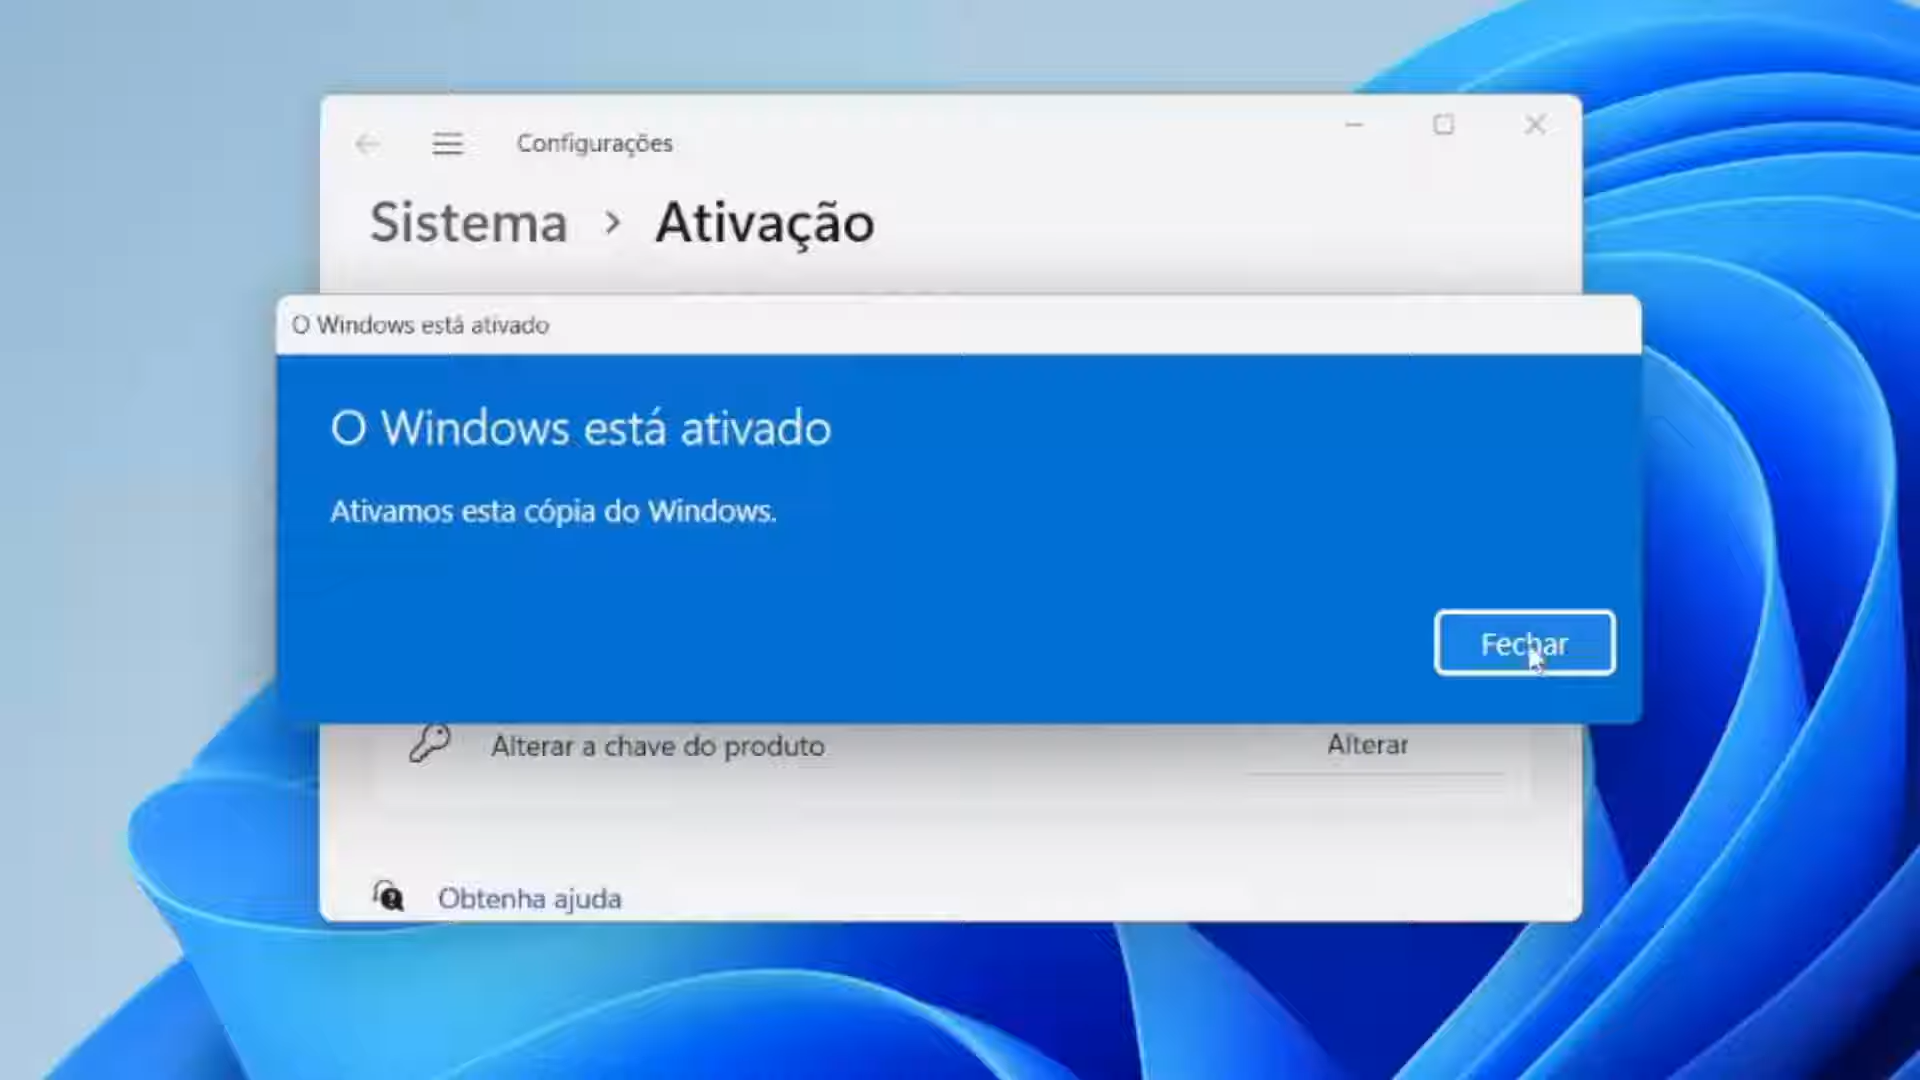 Configurações
Sistema > Ativação
O Windows está ativado
O Windows está ativado
Ativamos esta cópia do Windows.
Fechar
Alterar a chave do produto Alterar
Obtenha ajuda